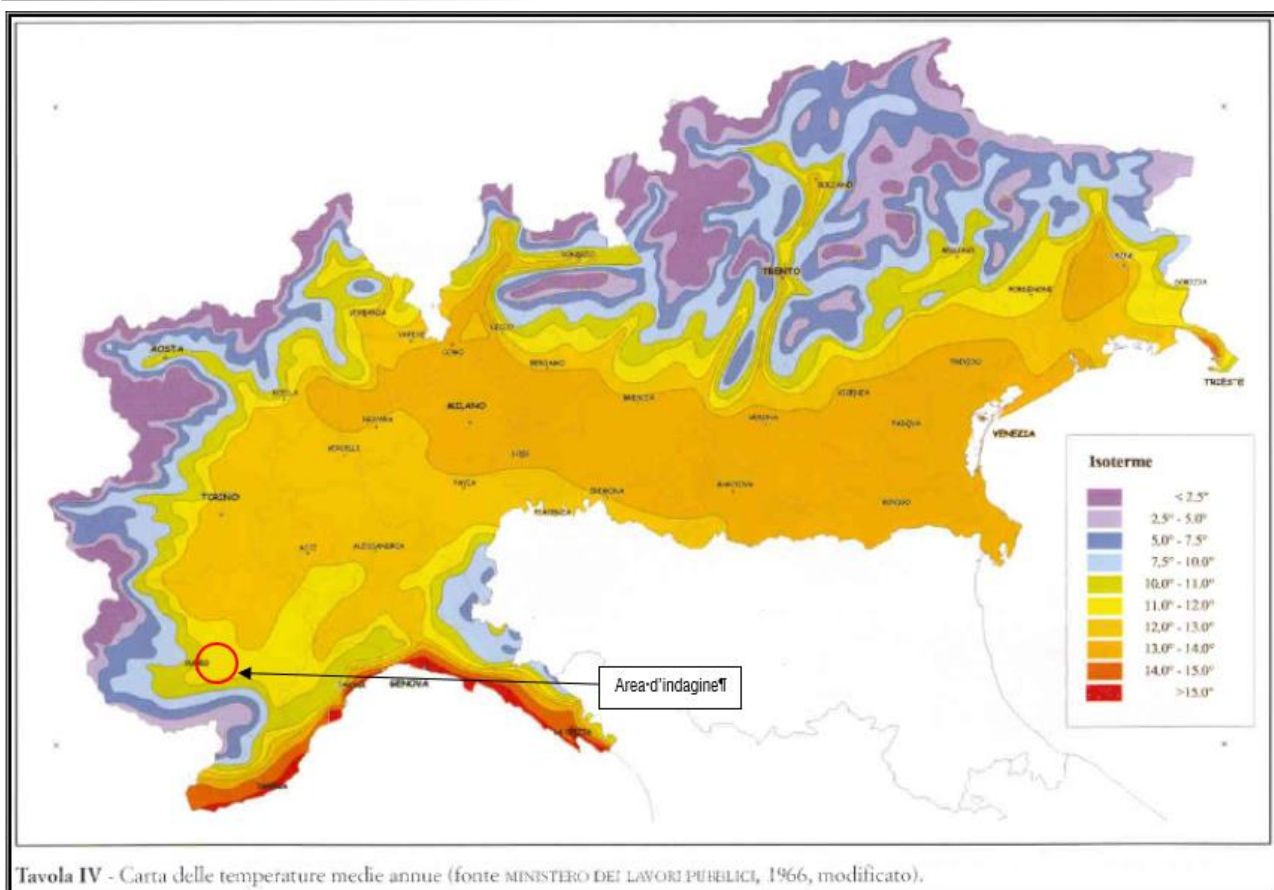 AOSTA
VERBANIA
VARESE
COMO
LECCO
SONDRIO
BOLZANO
TRENTO
BELLUNO
PORDENONE
UDINE
GORIZIA
TRIESTE
BIELLA
NOVARA
MILANO
BERGAMO
BRESCIA
VERONA
VICENZA
TREVISO
PADOVA
VENEZIA
VERCELLI
LODI
PAVIA
CREMONA
MANTOVA
ROVIGO
PIACENZA
TORINO
ASTI
ALESSANDRIA
CUNEO
SAVONA
GENOVA
LA SPEZIA
Area·d'indagine¶
Isoterme
< 2.5°
2.5° - 5.0°
5.0° - 7.5°
7.5° - 10.0°
10.0° - 11.0°
11.0° - 12.0°
12.0° - 13.0°
13.0° - 14.0°
14.0° - 15.0°
>15.0°
Tavola IV - Carta delle temperature medie annue (fonte MINISTERO DEI LAVORI PUBBLICI, 1966, modificato).